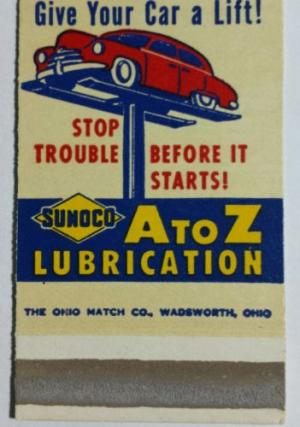 Give Your Car a Lift!
STOP TROUBLE BEFORE IT STARTS!
SUNOCO A TO Z
LUBRICATION
THE OHIO MATCH CO., WADSWORTH, OHIO